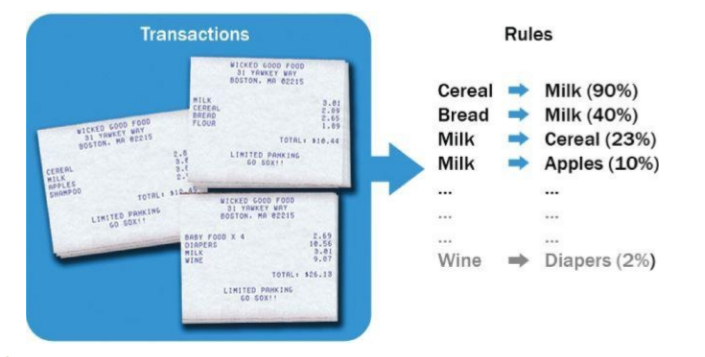 Transactions
WICKED GOOD FOOD
31 YAWKEY WAY
BOSTON, MA 02215
MILK 3.01
CEREAL 2.89
BREAD 2.65
FLOUR 1.89
TOTAL: $10.44
LIMITED PAHKING
GO SOX!!
WICKED GOOD FOOD
31 YAWKEY WAY
BOSTON, MA 02215
CEREAL
MILK
APPLES
SHAMPOO
TOTAL:
LIMITED PAHKING
GO SOX!!
WICKED GOOD FOOD
31 YAWKEY WAY
BOSTON, MA 02215
BABY FOOD X 4 2.69
DIAPERS 10.56
MILK 3.01
WINE 9.87
TOTAL: $26.13
LIMITED PAHKING
GO SOX!!
Rules
Cereal → Milk (90%)
Bread → Milk (40%)
Milk → Cereal (23%)
Milk → Apples (10%)
... ...
... ...
... ...
Wine → Diapers (2%)